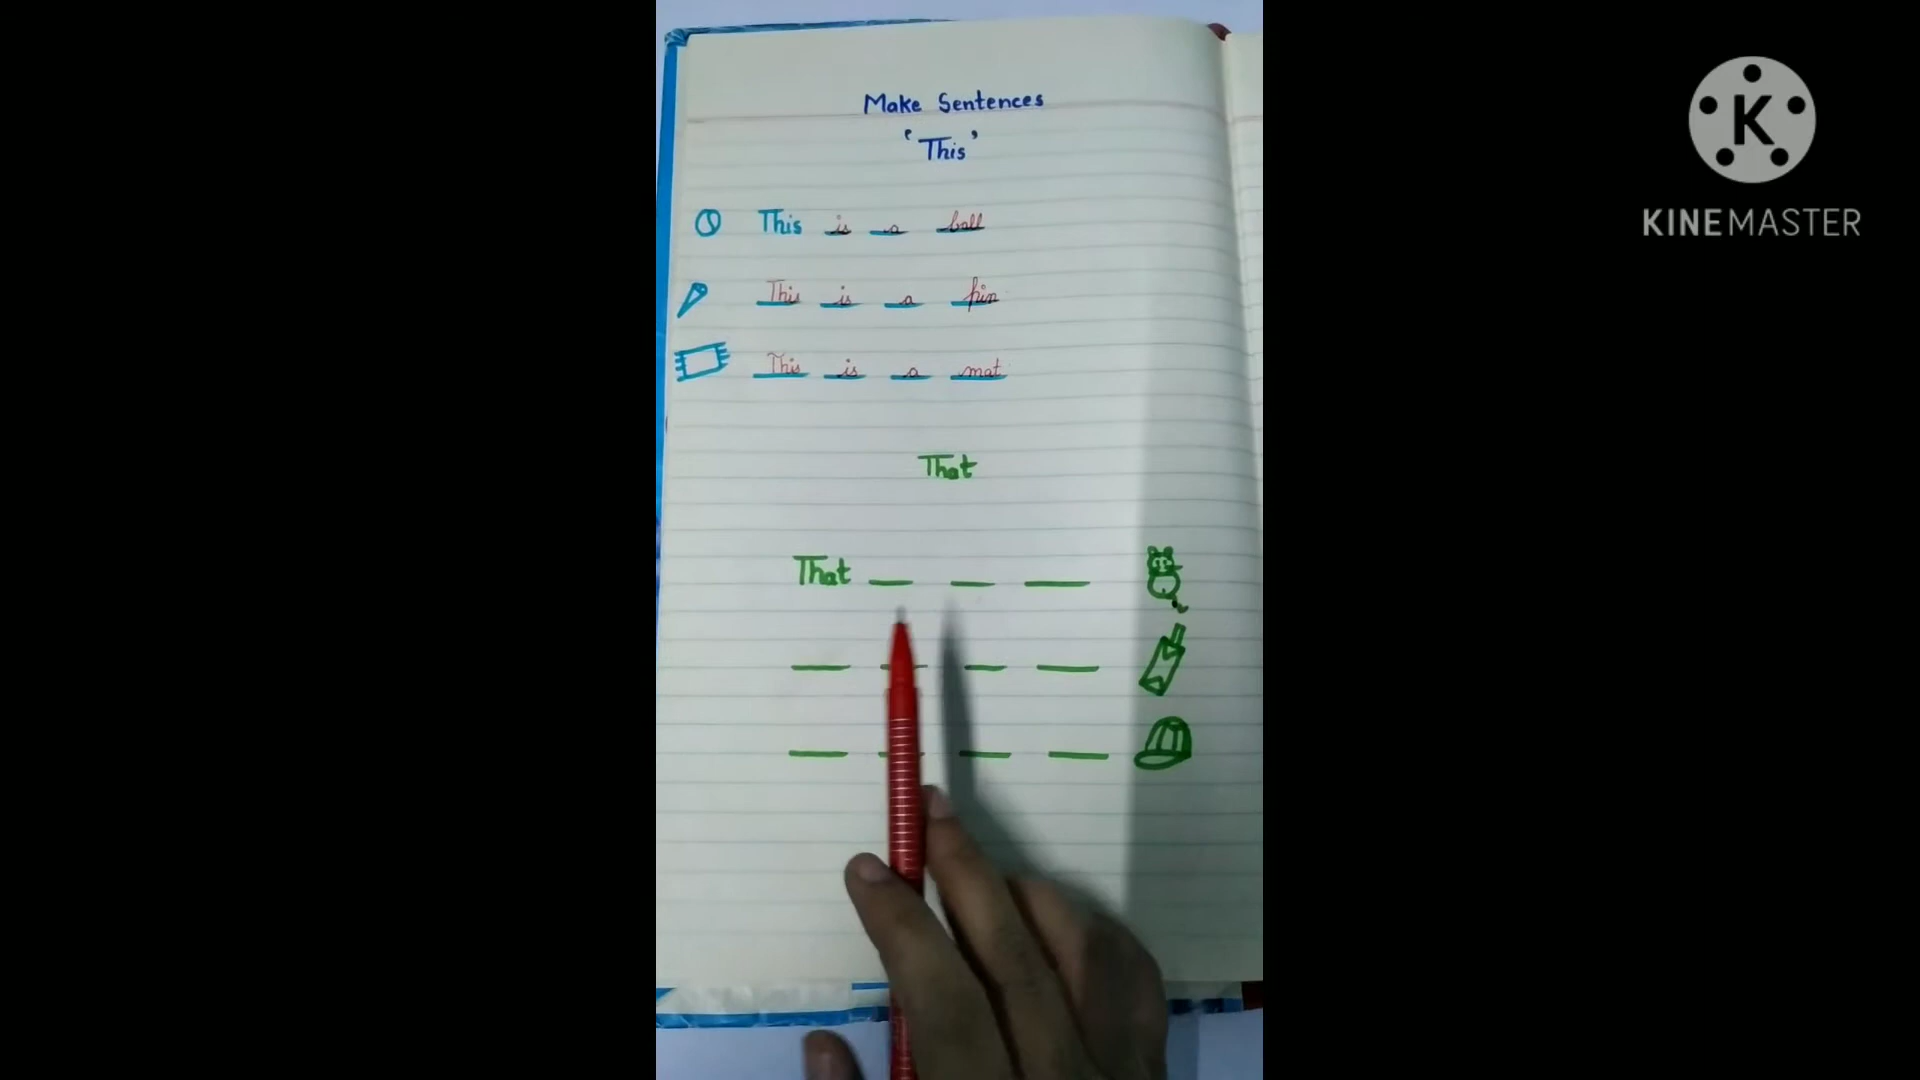 Make Sentences
'This'
This is a ball
This is a pin
This is a mat
That
That
K
KINEMASTER